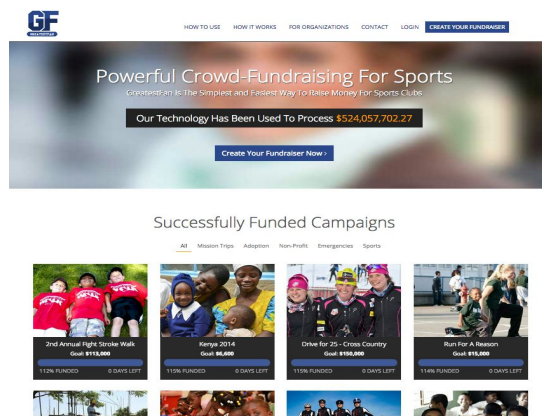 GF
GREATESTFAN
HOW TO USE HOW IT WORKS FOR ORGANIZATIONS CONTACT LOGIN CREATE YOUR FUNDRAISER
Powerful Crowd-Fundraising For Sports
GreatestFan Is The Simplest and Easiest Way To Raise Money For Sports Clubs
Our Technology Has Been Used To Process $524,057,702.27
Create Your Fundraiser Now ›
Successfully Funded Campaigns
All Mission Trips Adoption Non-Profit Emergencies Sports
2nd Annual Fight Stroke Walk
Goal: $113,000
112% FUNDED 0 DAYS LEFT
Kenya 2014
Goal: $6,600
115% FUNDED 0 DAYS LEFT
Drive for 25 - Cross Country
Goal: $150,000
115% FUNDED 0 DAYS LEFT
Run For A Reason
Goal: $15,000
114% FUNDED 0 DAYS LEFT